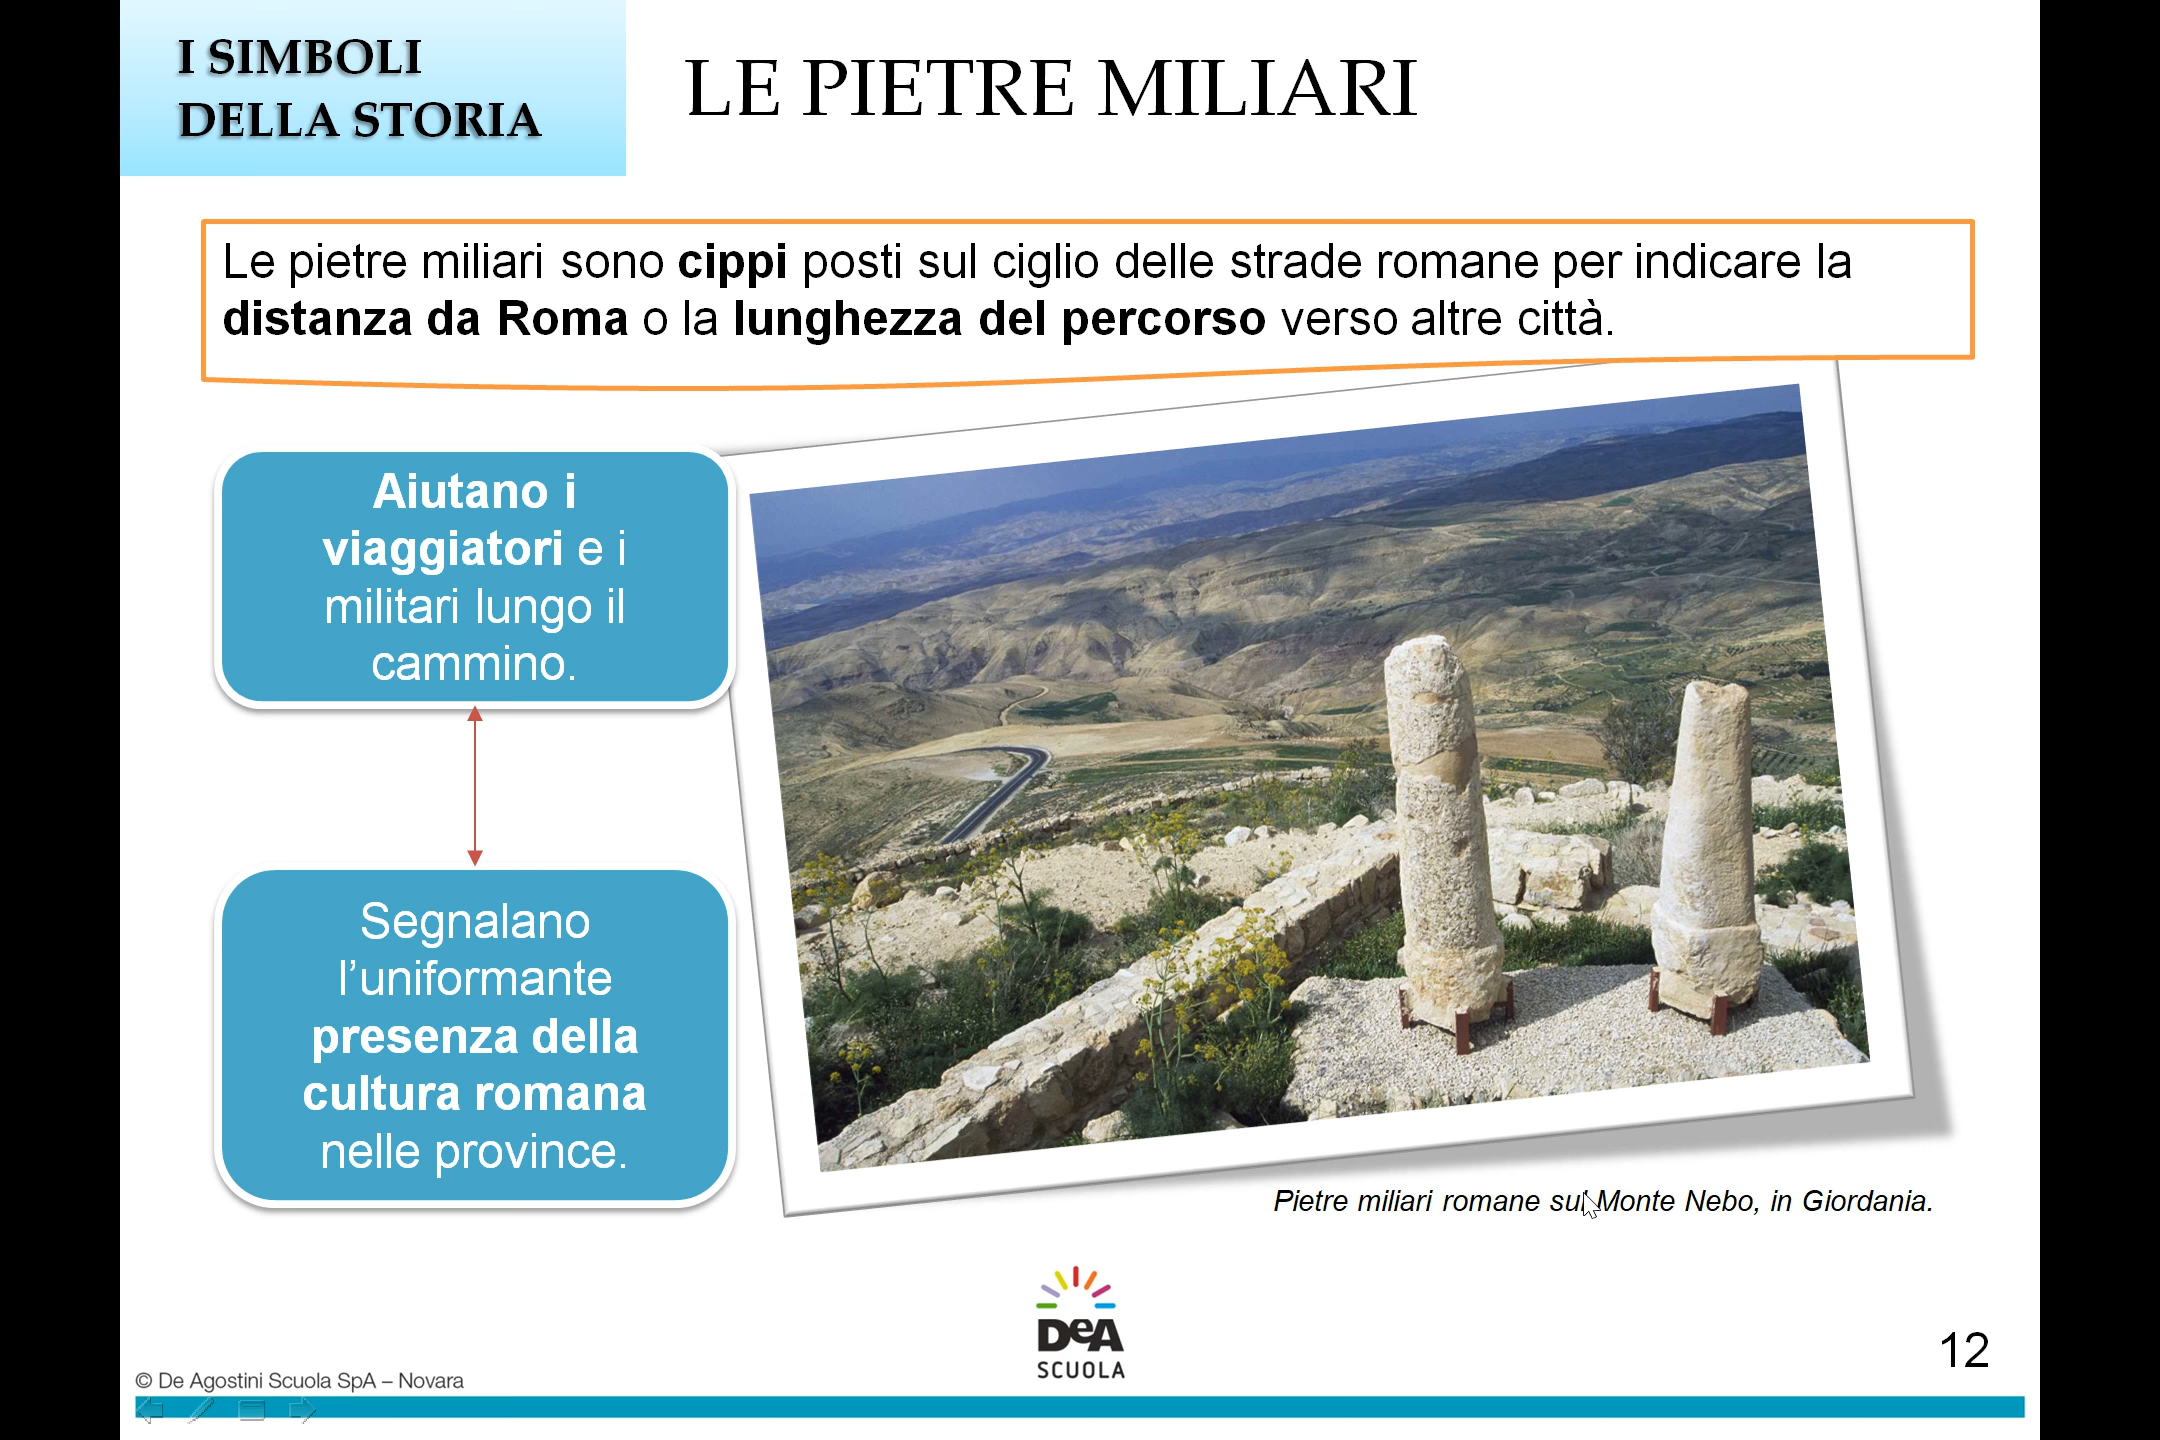 I SIMBOLI
DELLA STORIA
LE PIETRE MILIARI
Le pietre miliari sono cippi posti sul ciglio delle strade romane per indicare la
distanza da Roma o la lunghezza del percorso verso altre città.
Aiutano i
viaggiatori e i
militari lungo il
cammino.
Segnalano
l’uniformante
presenza della
cultura romana
nelle province.
Pietre miliari romane sul Monte Nebo, in Giordania.
DeA
SCUOLA
12
© De Agostini Scuola SpA – Novara